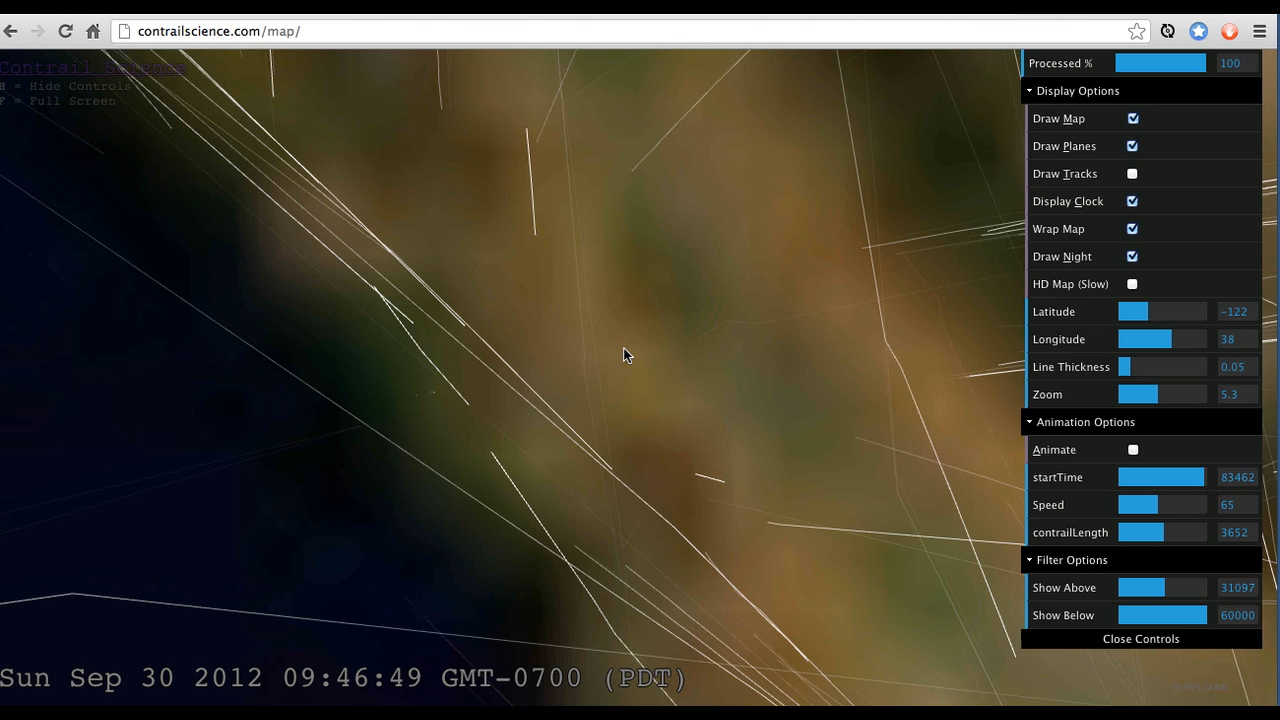 contrailscience.com/map/
Contrail Science
H = Hide Controls
F = Full Screen
Processed % 100
Display Options
Draw Map
Draw Planes
Draw Tracks
Display Clock
Wrap Map
Draw Night
HD Map (Slow)
Latitude -122
Longitude 38
Line Thickness 0.05
Zoom 5.3
Animation Options
Animate
startTime 83462
Speed 65
contrailLength 3652
Filter Options
Show Above 31097
Show Below 60000
Close Controls
Sun Sep 30 2012 09:46:49 GMT-0700 (PDT)